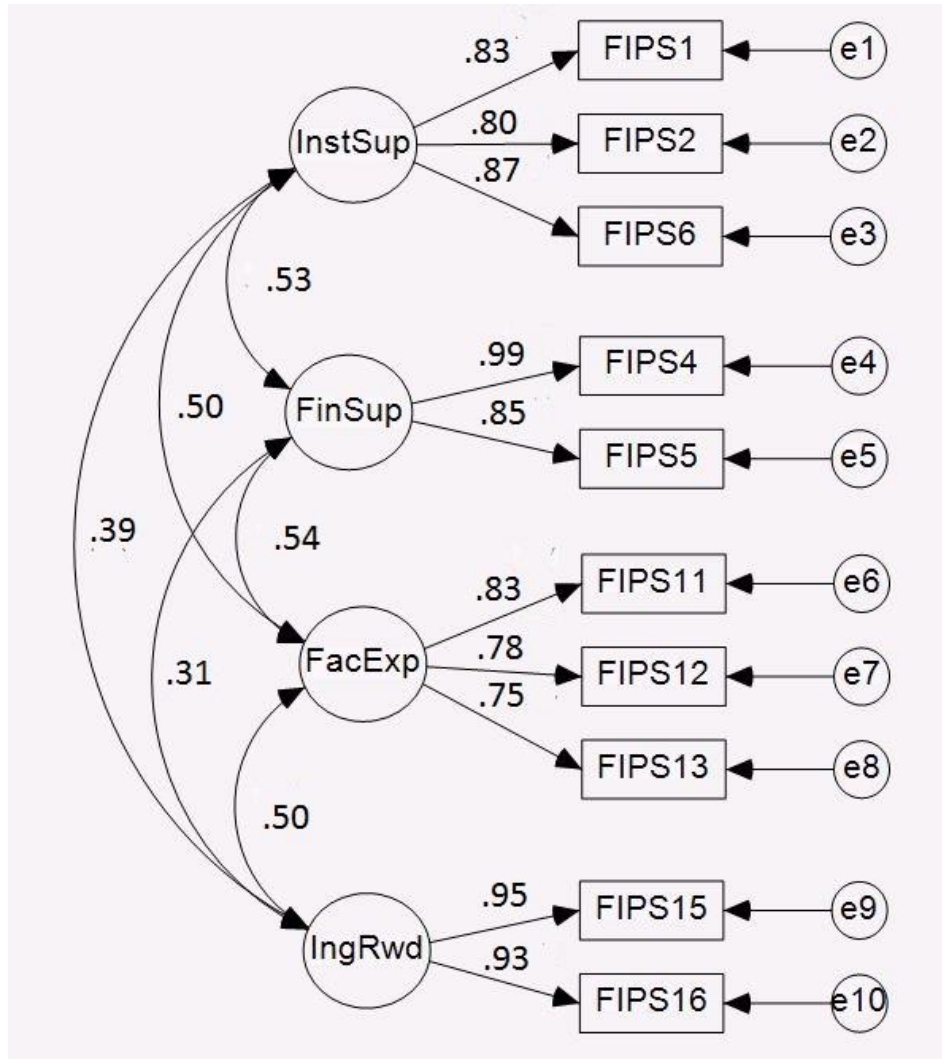 .83
FIPS1
e1
InstSup
.80
FIPS2
e2
.87
FIPS6
e3
.53
.99
FIPS4
e4
FinSup
.50
.85
FIPS5
e5
.39
.54
.83
FIPS11
e6
FacExp
.31
.78
FIPS12
e7
.75
FIPS13
e8
.50
.95
FIPS15
e9
IngRwd
.93
FIPS16
e10